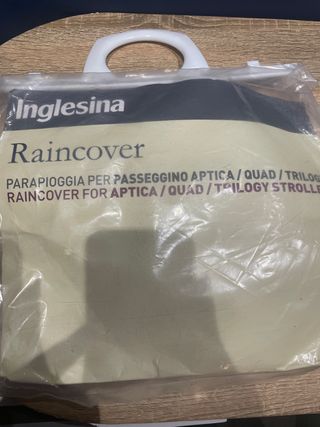 Inglesina
Raincover
PARAPIOGGIA PER PASSEGGINO APTICA / QUAD / TRILOG
RAINCOVER FOR APTICA / QUAD / TRILOGY STROLLE